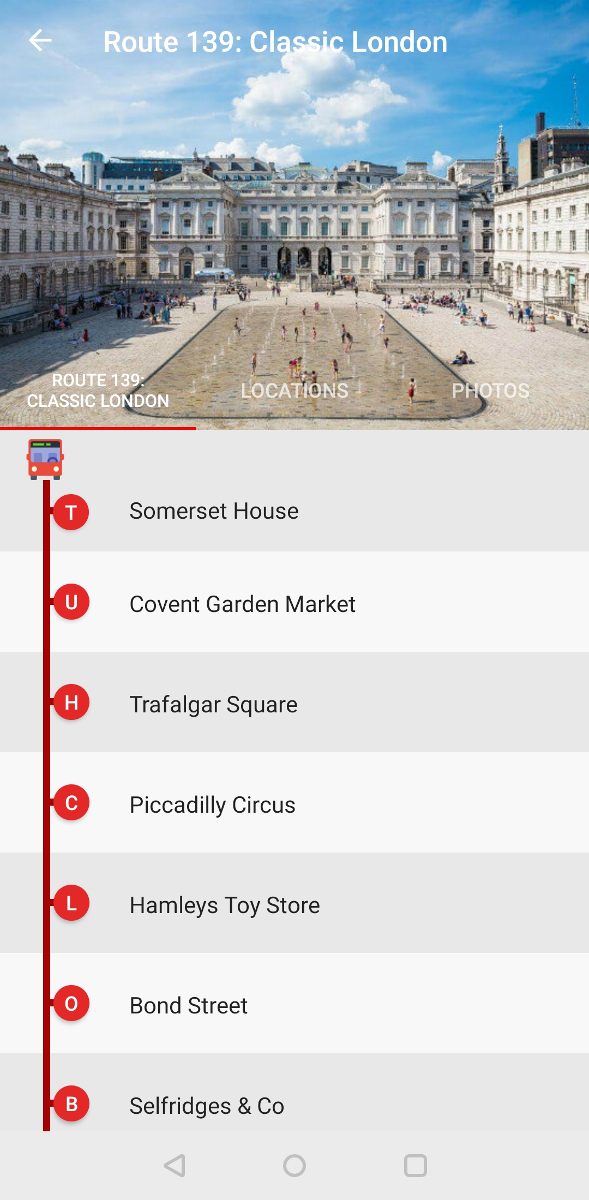 Route 139: Classic London
ROUTE 139:
CLASSIC LONDON
LOCATIONS
PHOTOS
T Somerset House
U Covent Garden Market
H Trafalgar Square
C Piccadilly Circus
L Hamleys Toy Store
O Bond Street
B Selfridges & Co